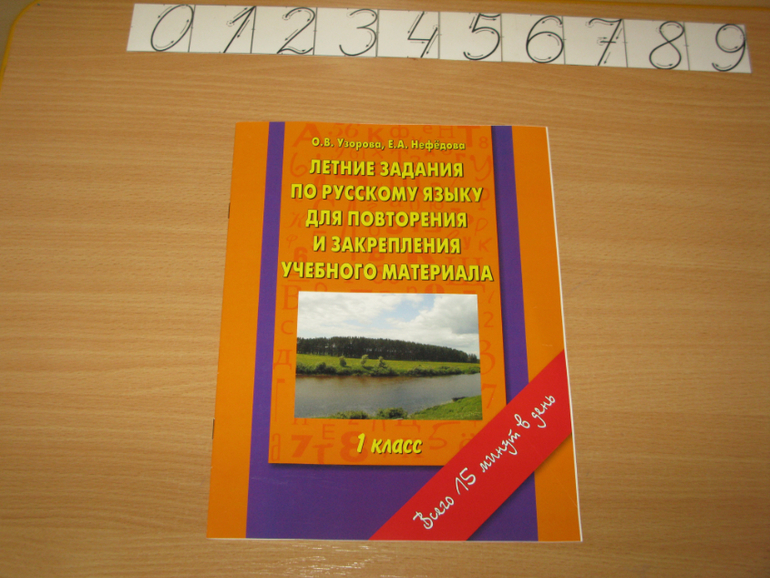 0 1 2 3 4 5 6 7 8 9
О.В. Узорова, Е.А. Нефёдова
ЛЕТНИЕ ЗАДАНИЯ
ПО РУССКОМУ ЯЗЫКУ
ДЛЯ ПОВТОРЕНИЯ
И ЗАКРЕПЛЕНИЯ
УЧЕБНОГО МАТЕРИАЛА
1 класс
Всего 15 минут в день